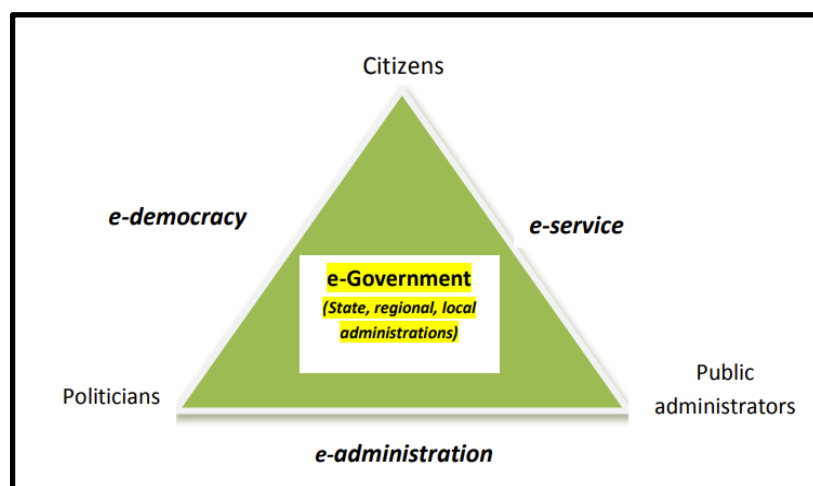 Citizens
e-democracy
e-service
e-Government
(State, regional, local
administrations)
Politicians
Public
administrators
e-administration